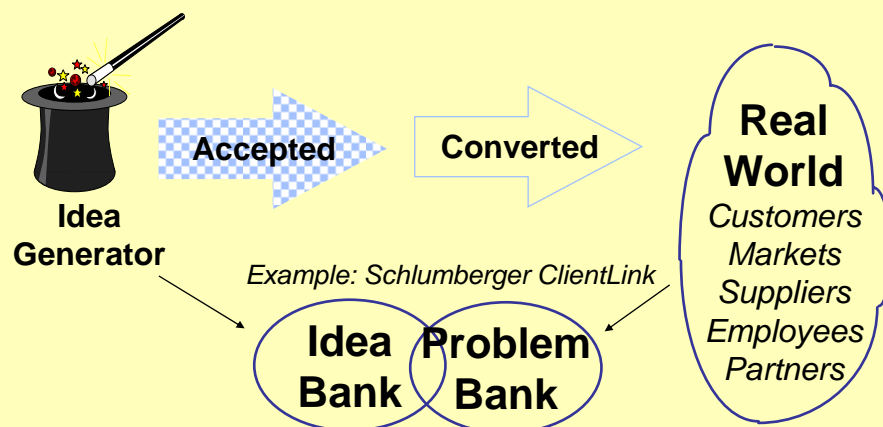 Idea
Generator
Accepted
Converted
Real
World
Customers
Markets
Suppliers
Employees
Partners
Example: Schlumberger ClientLink
Idea
Bank
Problem
Bank